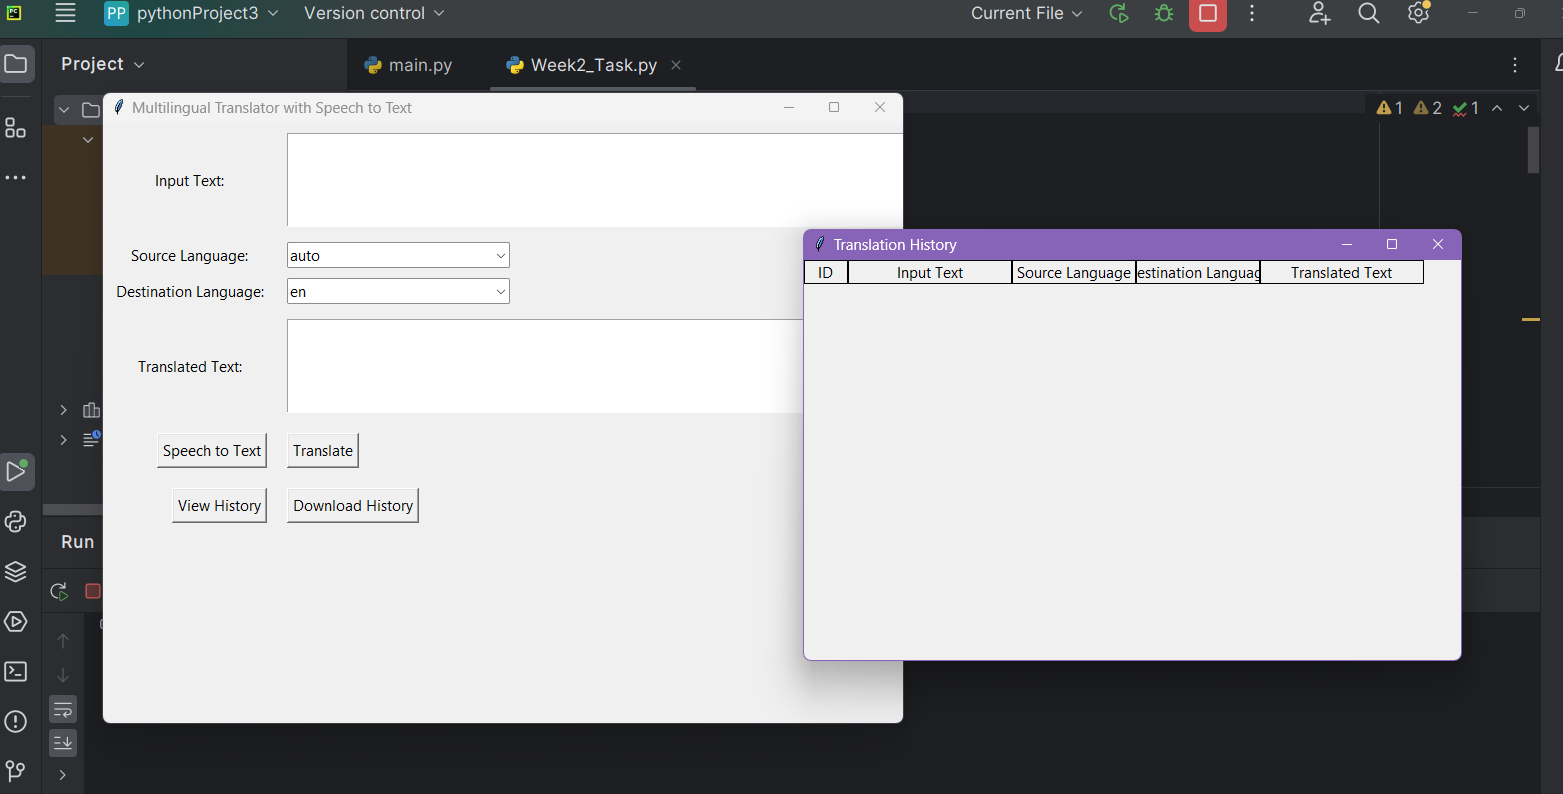 PC PP pythonProject3 Version control Current File
Project main.py Week2_Task.py
1 2 1
Multilingual Translator with Speech to Text
Input Text:
Source Language: auto
Destination Language: en
Translated Text:
Speech to Text Translate
View History Download History
Translation History
ID Input Text Source Language estination Languag Translated Text
Run